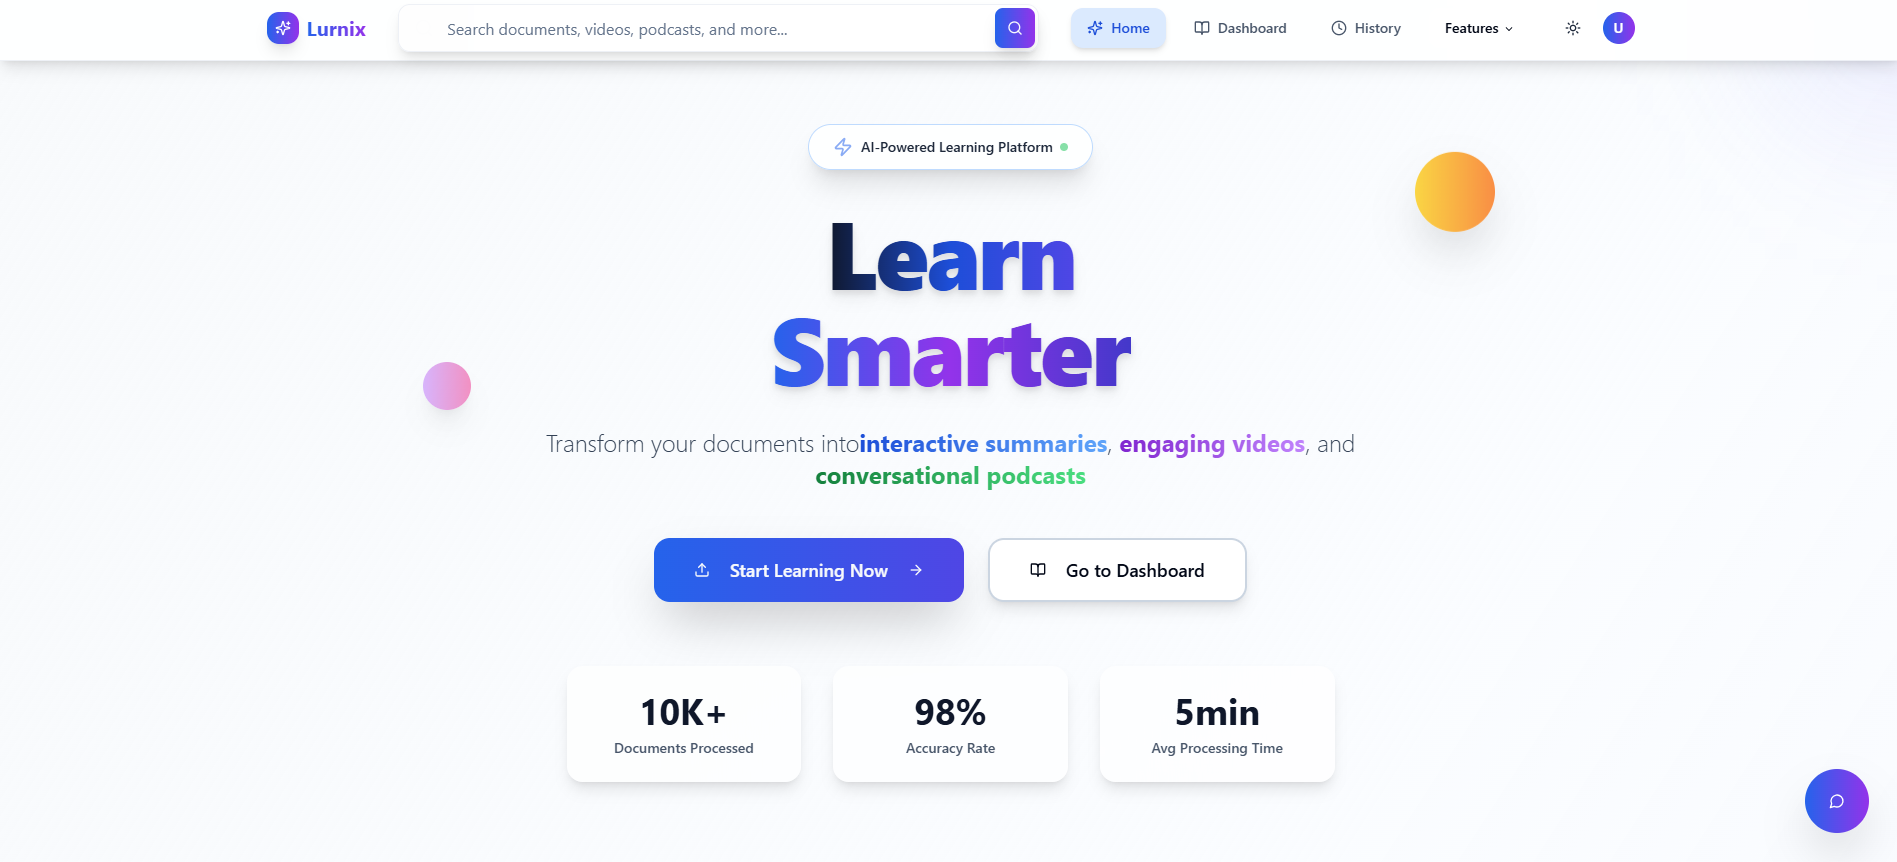 Lurnix
Search documents, videos, podcasts, and more...
Home
Dashboard
History
Features
U
AI-Powered Learning Platform
Learn
Smarter
Transform your documents intointeractive summaries, engaging videos, and
conversational podcasts
Start Learning Now
Go to Dashboard
10K+
Documents Processed
98%
Accuracy Rate
5min
Avg Processing Time